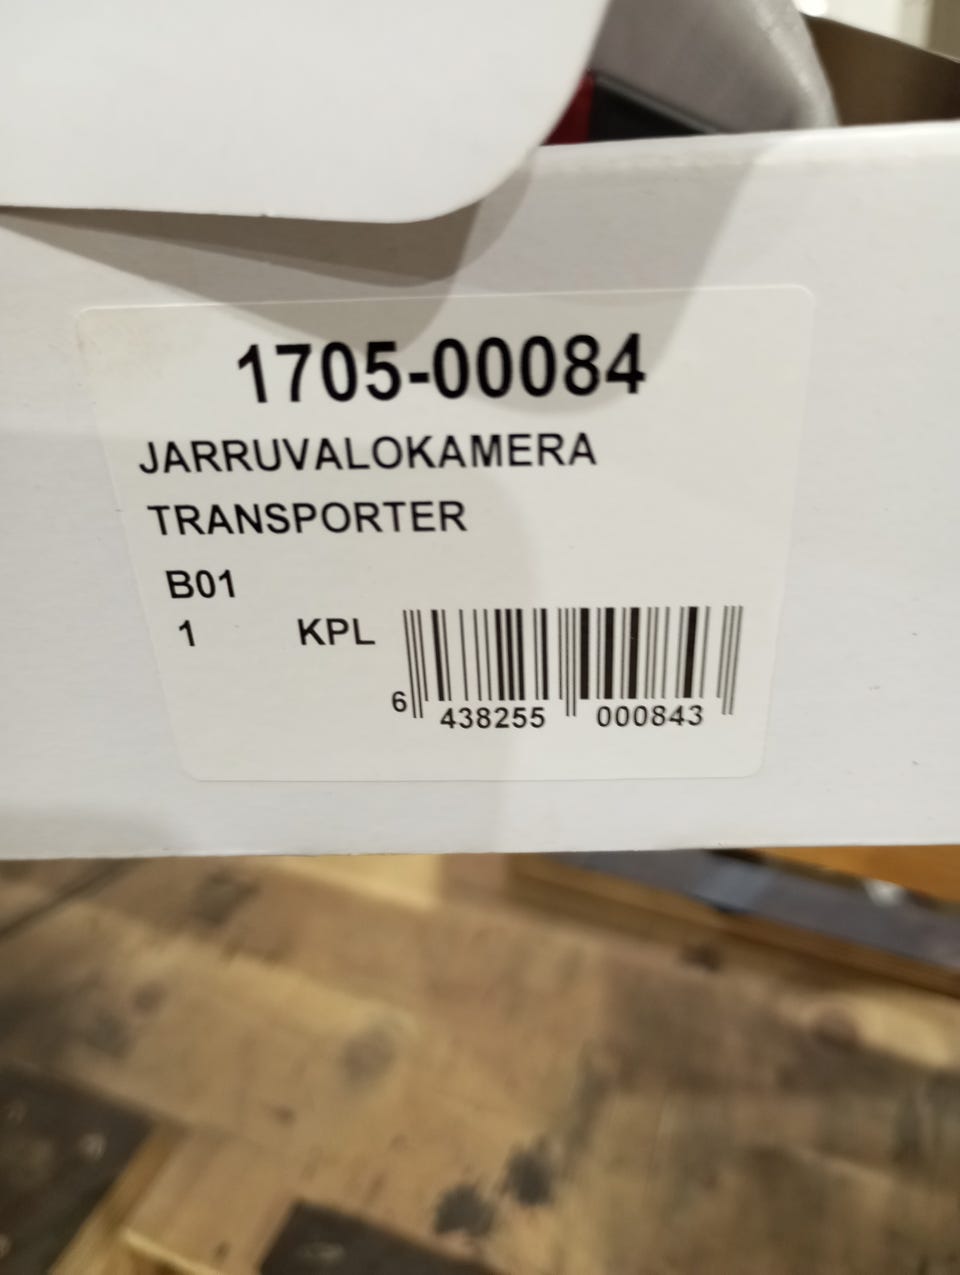 1705-00084
JARRUVALOKAMERA
TRANSPORTER
B01
1 KPL
6 438255 000843